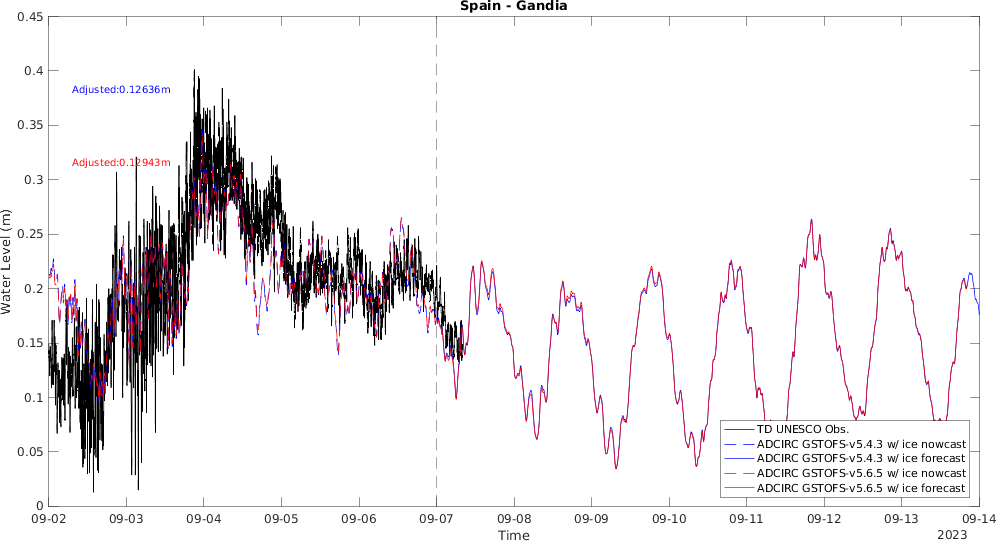 Spain - Gandia
0.45
0.4
0.35
0.3
0.25
0.2
0.15
0.1
0.05
0
Water Level (m)
Adjusted:0.12636m
Adjusted:0.12943m
TD UNESCO Obs.
ADCIRC GSTOFS-v5.4.3 w/ ice nowcast
ADCIRC GSTOFS-v5.4.3 w/ ice forecast
ADCIRC GSTOFS-v5.6.5 w/ ice nowcast
ADCIRC GSTOFS-v5.6.5 w/ ice forecast
09-02 09-03 09-04 09-05 09-06 09-07 09-08 09-09 09-10 09-11 09-12 09-13 09-14
Time
2023